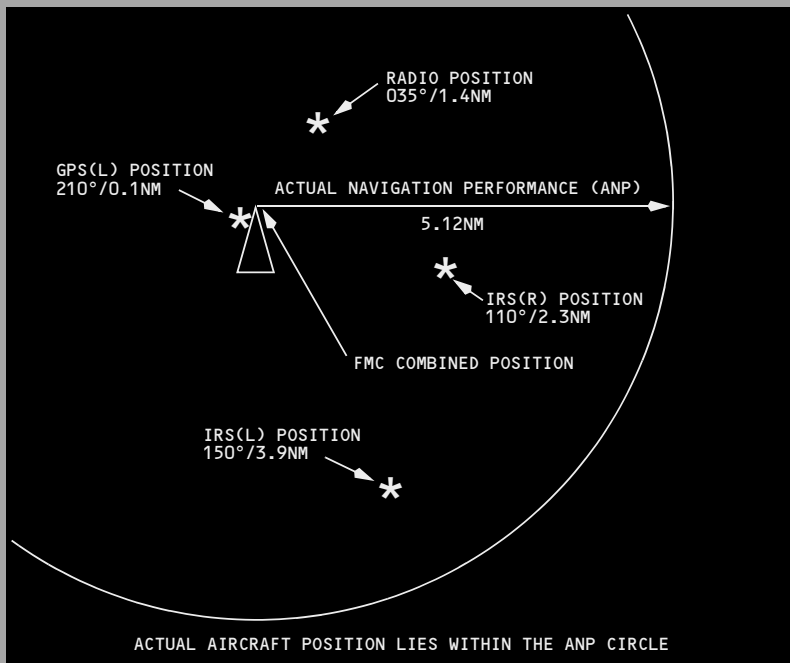 RADIO POSITION
035°/1.4NM
GPS(L) POSITION
210°/0.1NM
ACTUAL NAVIGATION PERFORMANCE (ANP)
5.12NM
IRS(R) POSITION
110°/2.3NM
FMC COMBINED POSITION
IRS(L) POSITION
150°/3.9NM
ACTUAL AIRCRAFT POSITION LIES WITHIN THE ANP CIRCLE